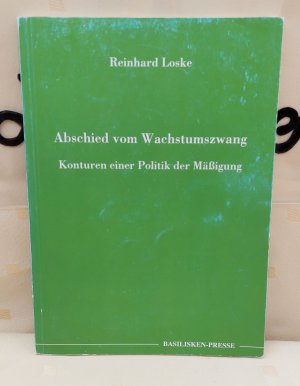 Reinhard Loske
Abschied vom Wachstumszwang
Konturen einer Politik der Mäßigung
BASILISKEN-PRESSE